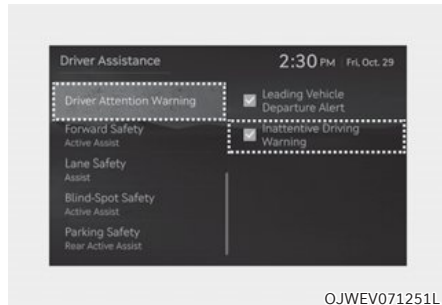 Driver Assistance
2:30 PM Fri, Oct. 29
Driver Attention Warning
Leading Vehicle
Departure Alert
Forward Safety
Active Assist
Inattentive Driving
Warning
Lane Safety
Assist
Blind-Spot Safety
Active Assist
Parking Safety
Rear Active Assist
OJWEV071251L